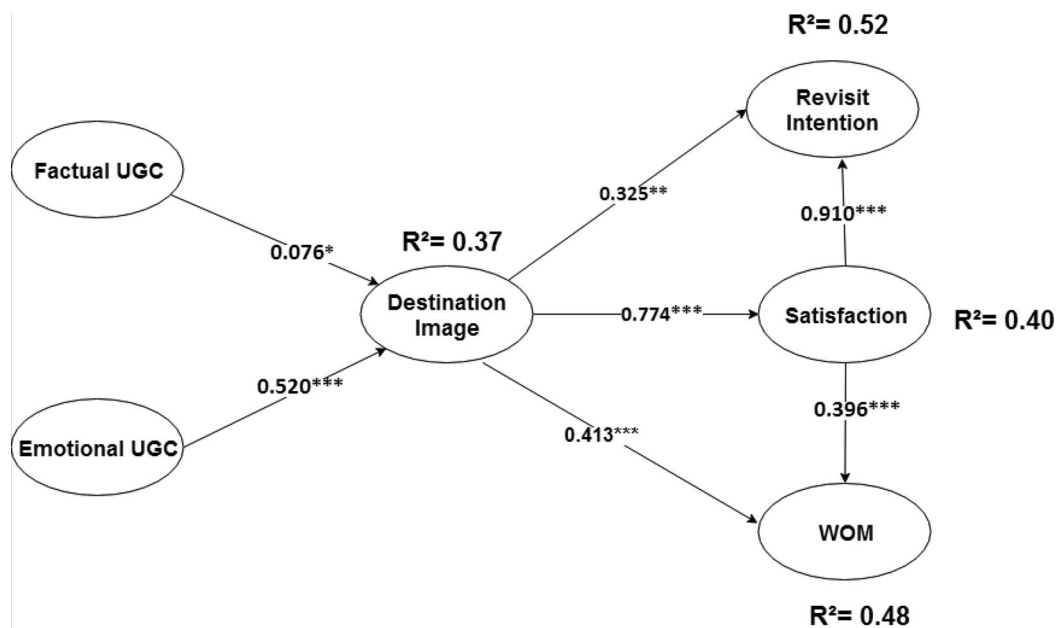 R²= 0.52
Revisit
Intention
Factual UGC
0.325**
0.910***
0.076*
R²= 0.37
Destination
Image
0.774***
Satisfaction
R²= 0.40
0.520***
0.396***
0.413***
Emotional UGC
WOM
R²= 0.48